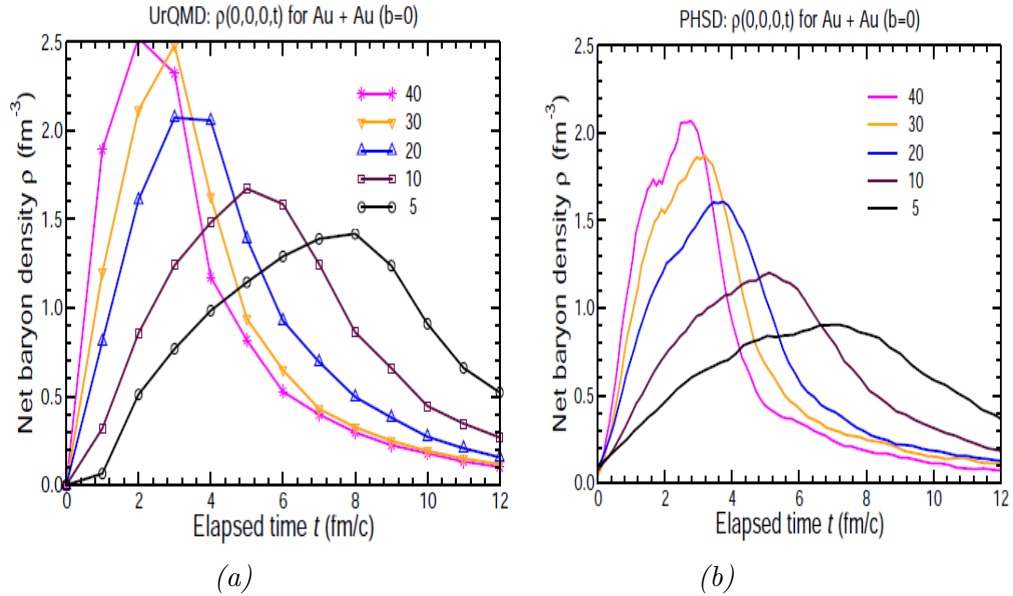 UrQMD: ρ(0,0,0,t) for Au + Au (b=0)
Net baryon density ρ (fm⁻³)
2.5
2.0
1.5
1.0
0.5
0.0
40
30
20
10
5
0 2 4 6 8 10 12
Elapsed time t (fm/c)
(a)
PHSD: ρ(0,0,0,t) for Au + Au (b=0)
Net baryon density ρ (fm⁻³)
2.5
2.0
1.5
1.0
0.5
0.0
40
30
20
10
5
0 2 4 6 8 10 12
Elapsed time t (fm/c)
(b)